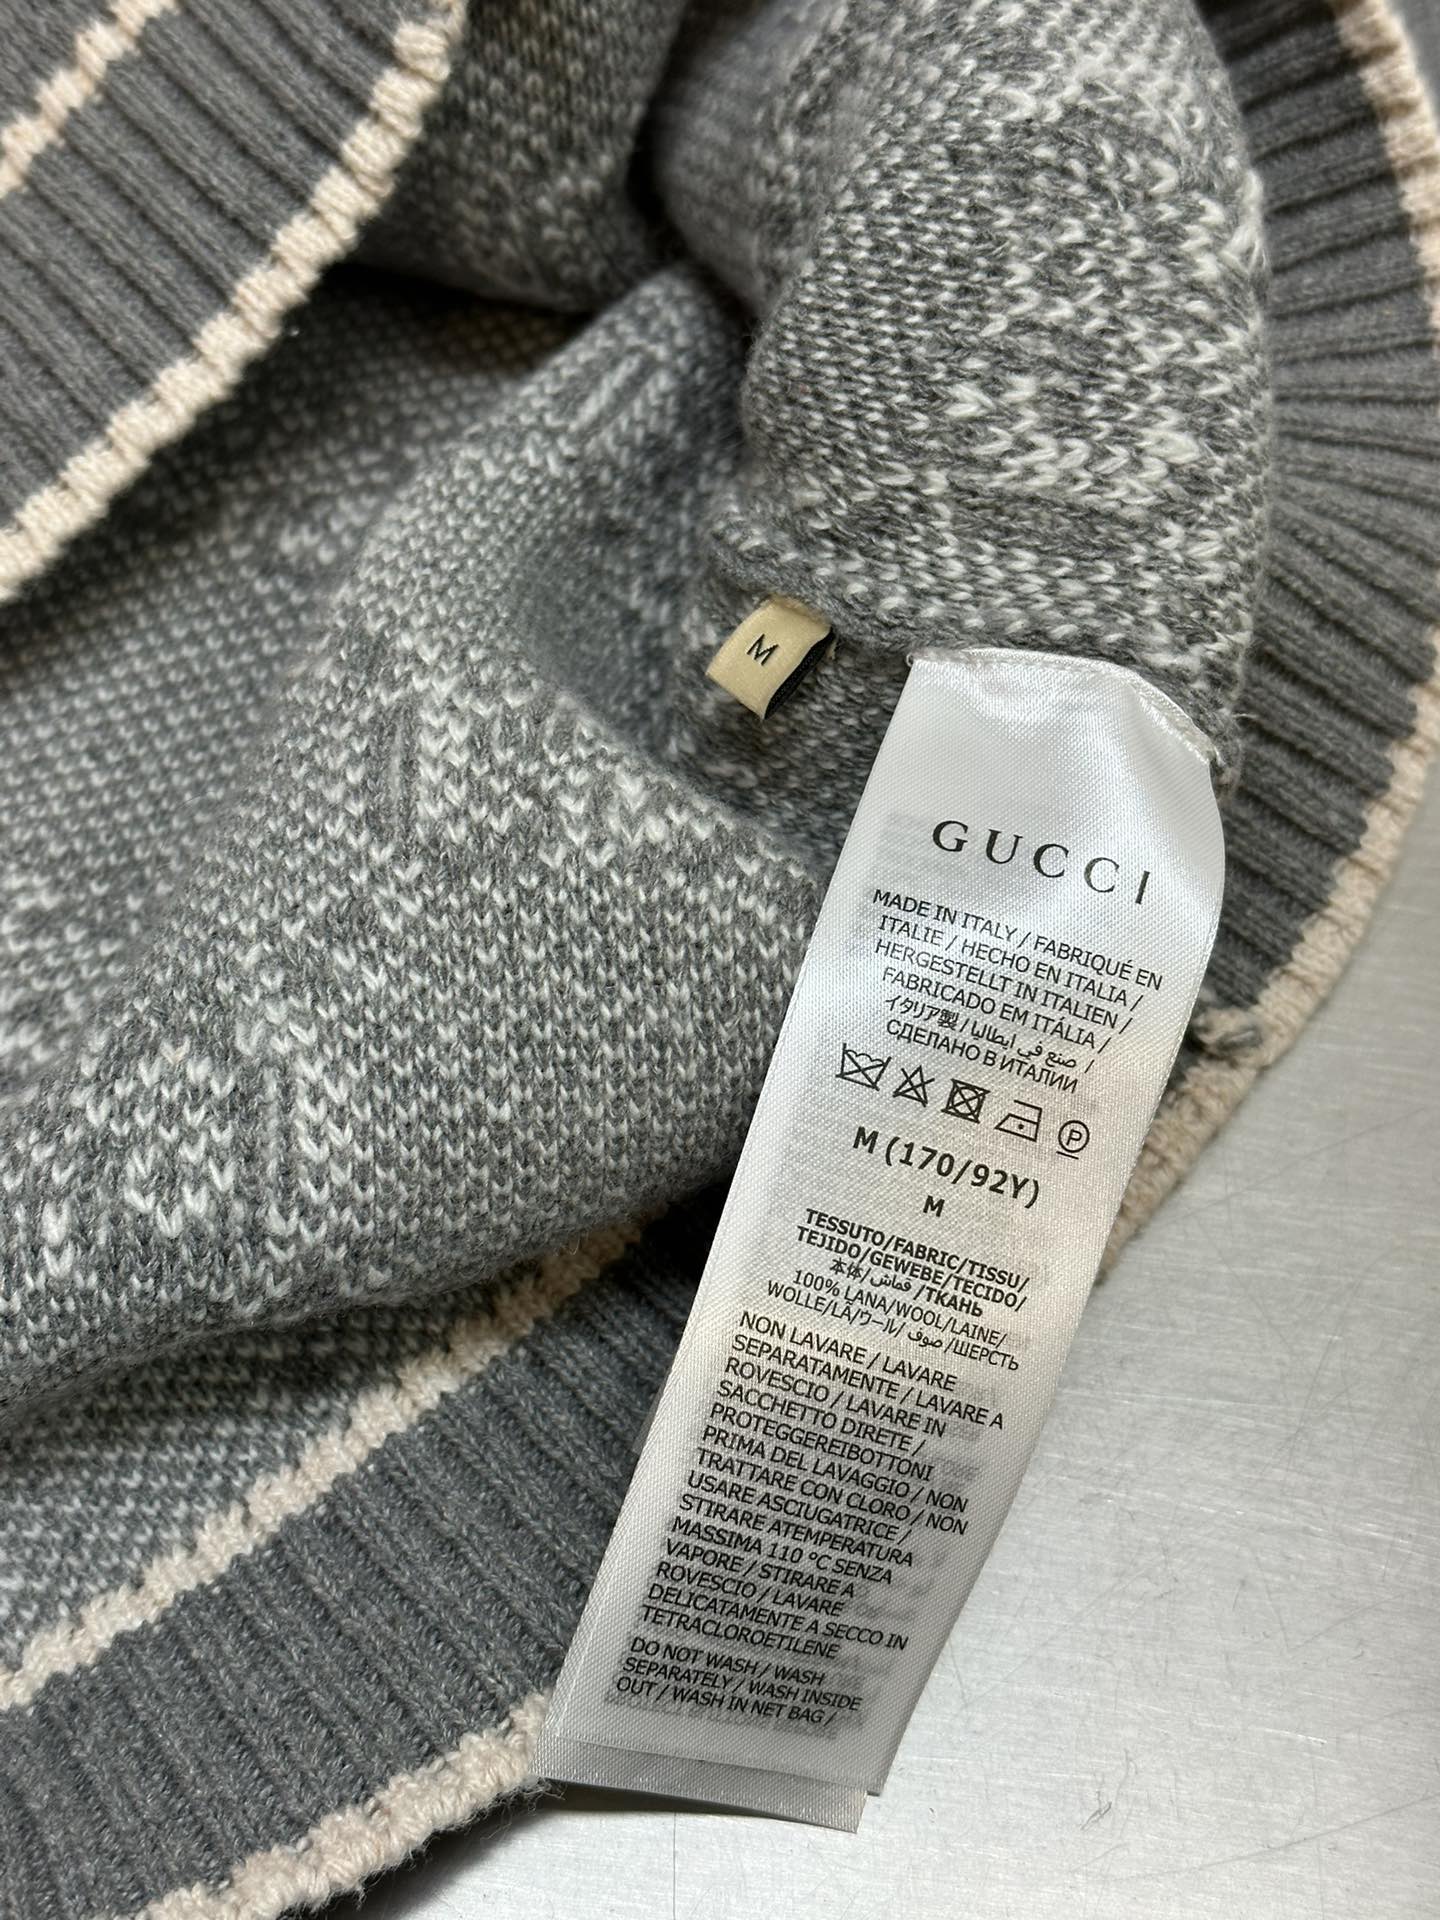 M
GUCCI
MADE IN ITALY / FABRIQUÉ EN
ITALIE / HECHO EN ITALIA /
HERGESTELLT IN ITALIEN /
FABRICADO EM ITÁLIA /
イタリア製 / صنع في ايطاليا /
СДЕЛАНО В ИТАЛИИ
P
M (170/92Y)
M
TESSUTO/FABRIC/TISSU/
TEJIDO/GEWEBE/TECIDO/
本体/قماش/ТКАНЬ
100% LANA/WOOL/LAINE/
WOLLE/LÃ/ウール/صوف/ШЕРСТЬ
NON LAVARE / LAVARE
SEPARATAMENTE / LAVARE A
ROVESCIO / LAVARE IN
SACCHETTO DIRETE /
PROTEGGEREIBOTTONI
PRIMA DEL LAVAGGIO / NON
TRATTARE CON CLORO / NON
USARE ASCIUGATRICE /
STIRARE ATEMPERATURA
MASSIMA 110 °C SENZA
VAPORE / STIRARE A
ROVESCIO / LAVARE
DELICATAMENTE A SECCO IN
TETRACLOROETILENE
DO NOT WASH / WASH
SEPARATELY / WASH INSIDE
OUT / WASH IN NET BAG /